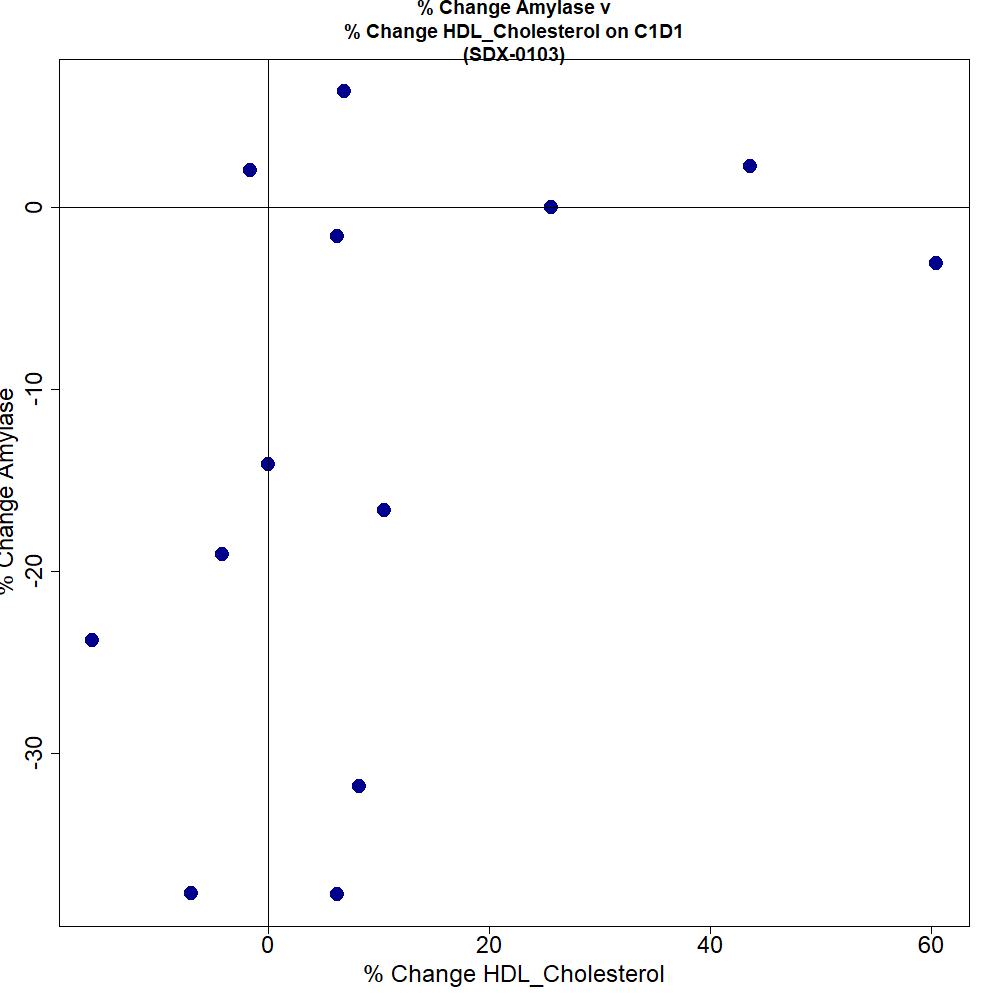 % Change Amylase v
% Change HDL_Cholesterol on C1D1
(SDX-0103)
% Change Amylase
0
-10
-20
-30
0
20
40
60
% Change HDL_Cholesterol